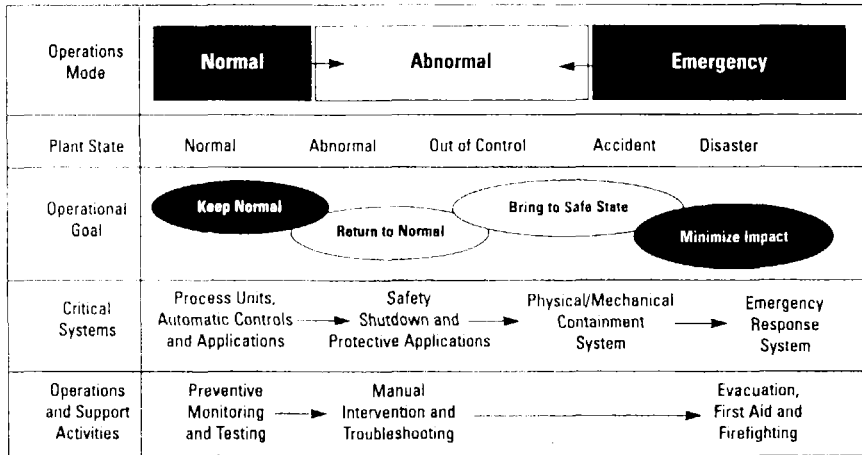 Operations
Mode
Normal
Abnormal
Emergency
Plant State
Normal
Abnormal
Out of Control
Accident
Disaster
Operational
Goal
Keep Normal
Return to Normal
Bring to Safe State
Minimize Impact
Critical
Systems
Process Units,
Automatic Controls
and Applications
Safety
Shutdown and
Protective Applications
Physical/Mechanical
Containment
System
Emergency
Response
System
Operations
and Support
Activities
Preventive
Monitoring
and Testing
Manual
Intervention and
Troubleshooting
Evacuation,
First Aid and
Firefighting